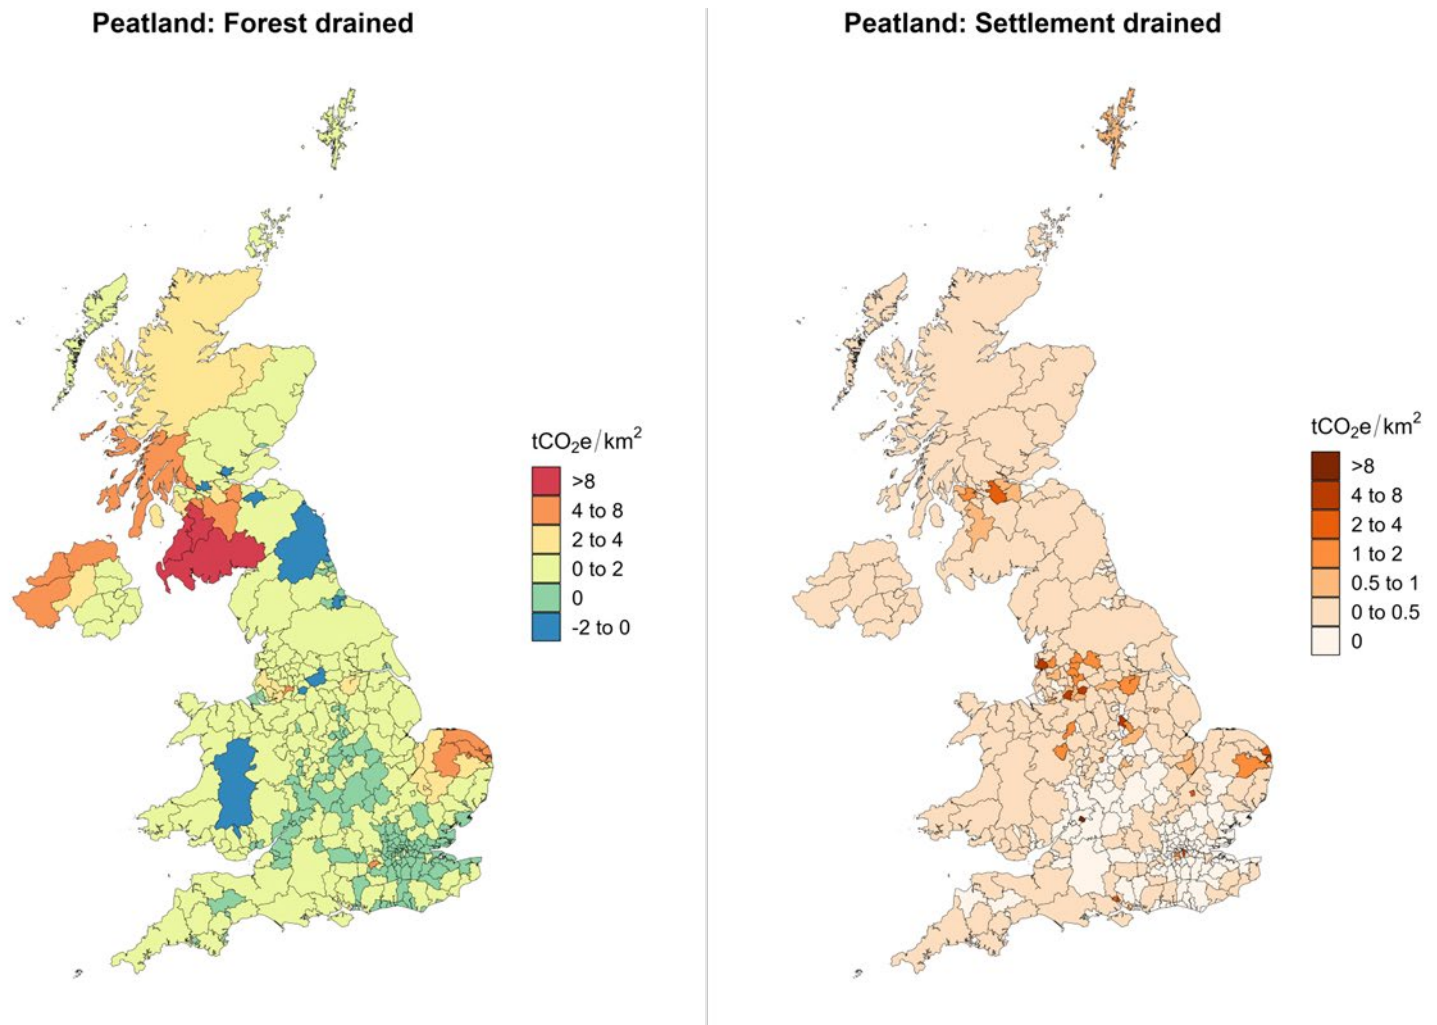 Peatland: Forest drained
tCO₂e/km²
>8
4 to 8
2 to 4
0 to 2
0
-2 to 0
Peatland: Settlement drained
tCO₂e/km²
>8
4 to 8
2 to 4
1 to 2
0.5 to 1
0 to 0.5
0